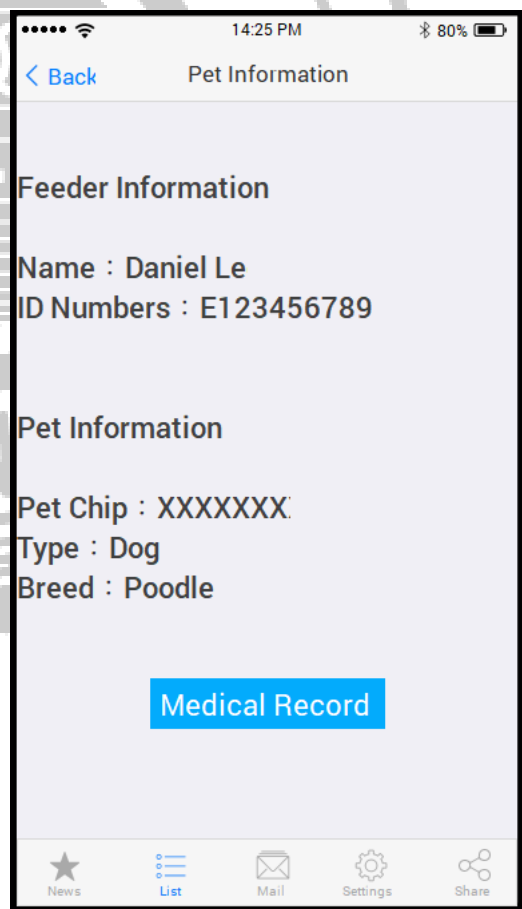 14:25 PM
80%
Back
Pet Information
Feeder Information
Name：Daniel Le
ID Numbers：E123456789
Pet Information
Pet Chip：XXXXXXX
Type：Dog
Breed：Poodle
Medical Record
News
List
Mail
Settings
Share